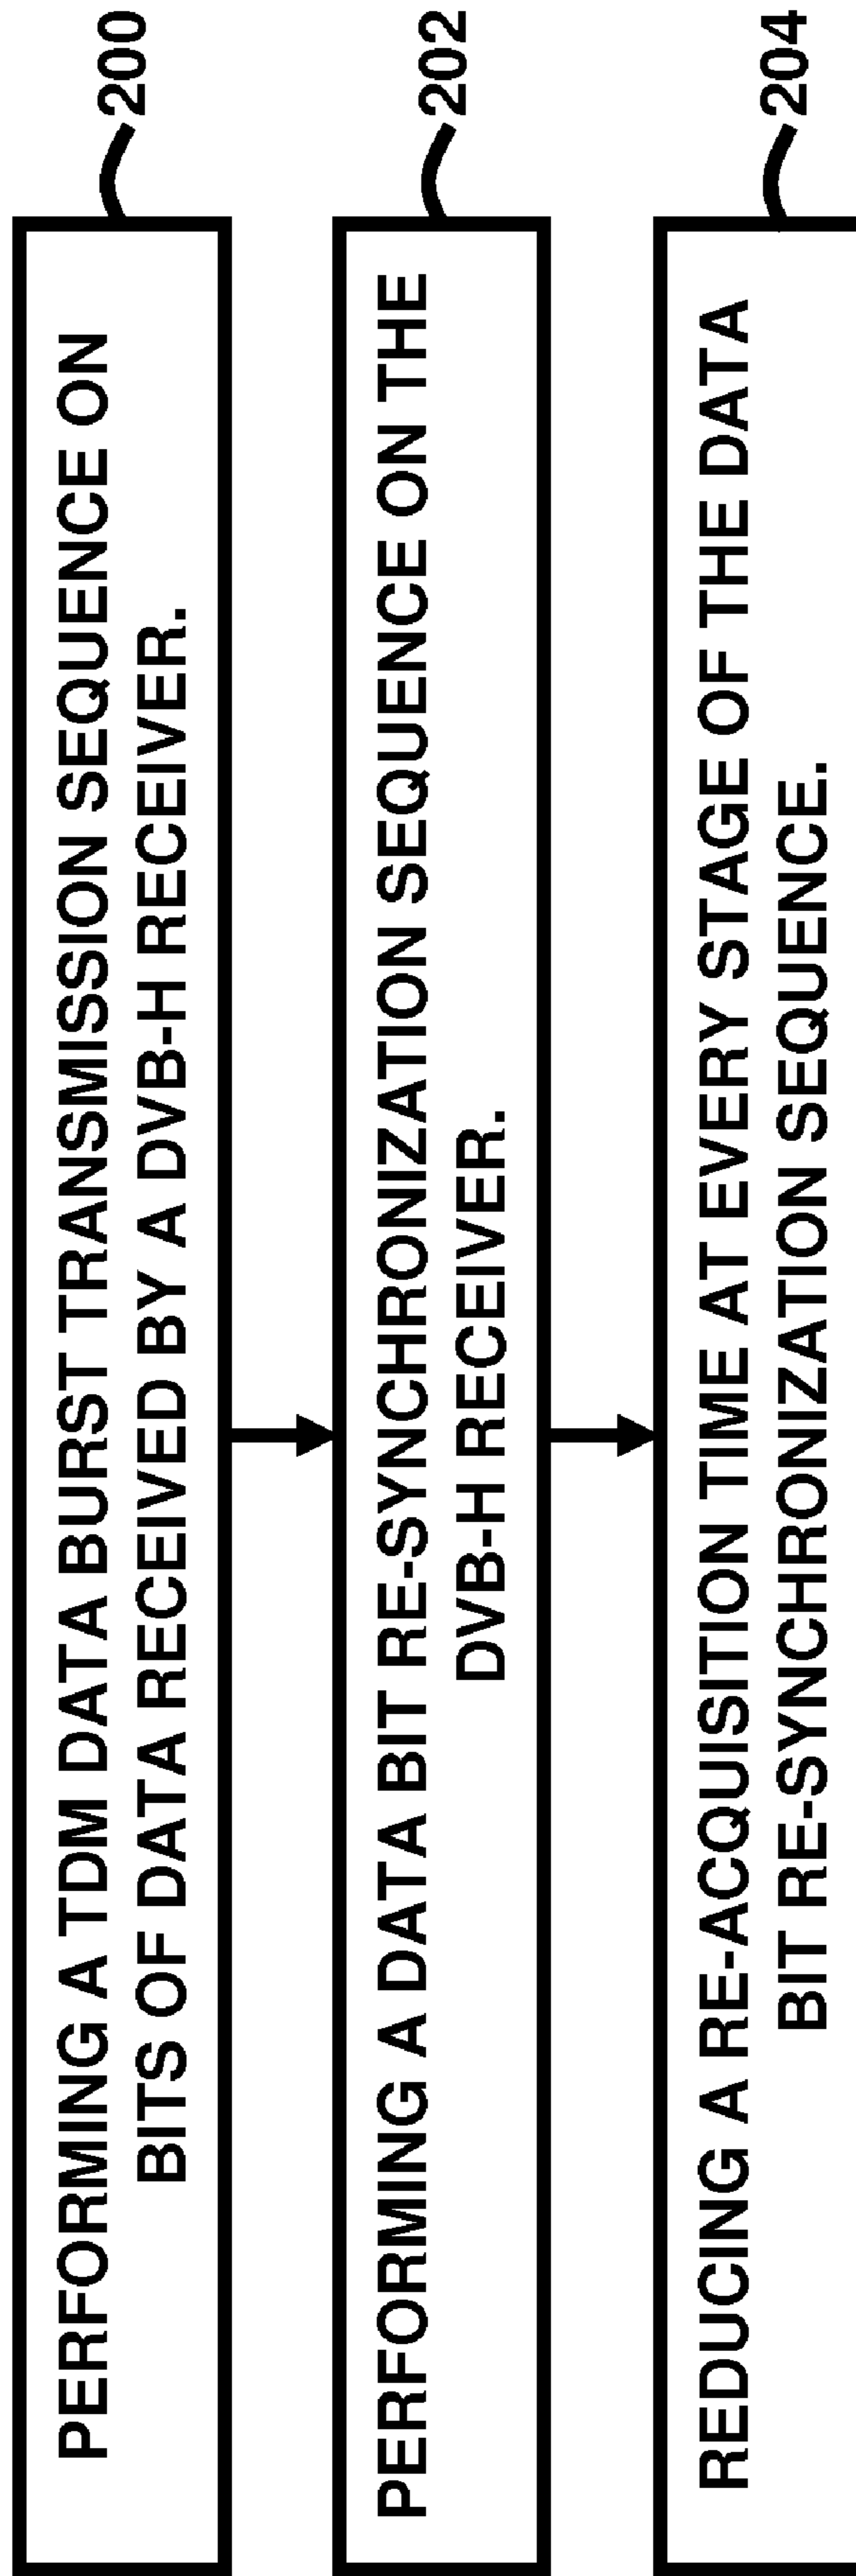 PERFORMING A TDM DATA BURST TRANSMISSION SEQUENCE ON
BITS OF DATA RECEIVED BY A DVB-H RECEIVER.
200
PERFORMING A DATA BIT RE-SYNCHRONIZATION SEQUENCE ON THE
DVB-H RECEIVER.
202
REDUCING A RE-ACQUISITION TIME AT EVERY STAGE OF THE DATA
BIT RE-SYNCHRONIZATION SEQUENCE.
204